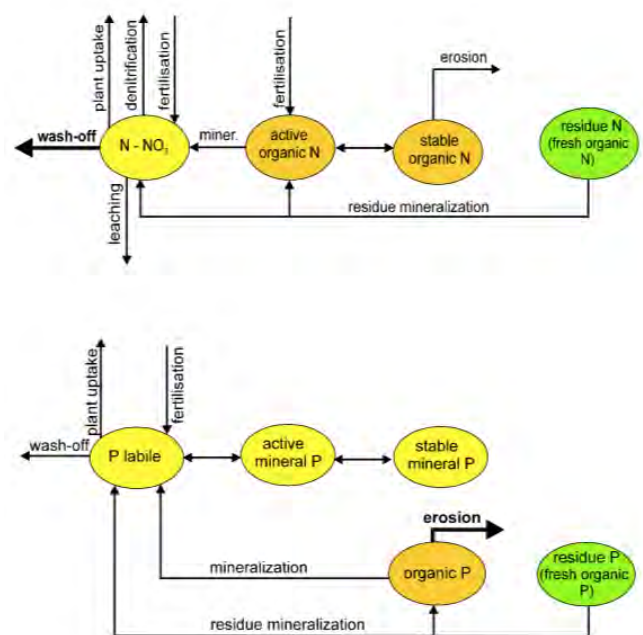 plant uptake
denitrification
fertilisation
fertilisation
erosion
wash-off
N - NO3
miner.
active
organic N
stable
organic N
residue N
(fresh organic
N)
leaching
residue mineralization
plant uptake
fertilisation
wash-off
P labile
active
mineral P
stable
mineral P
erosion
mineralization
organic P
residue P
(fresh organic
P)
residue mineralization